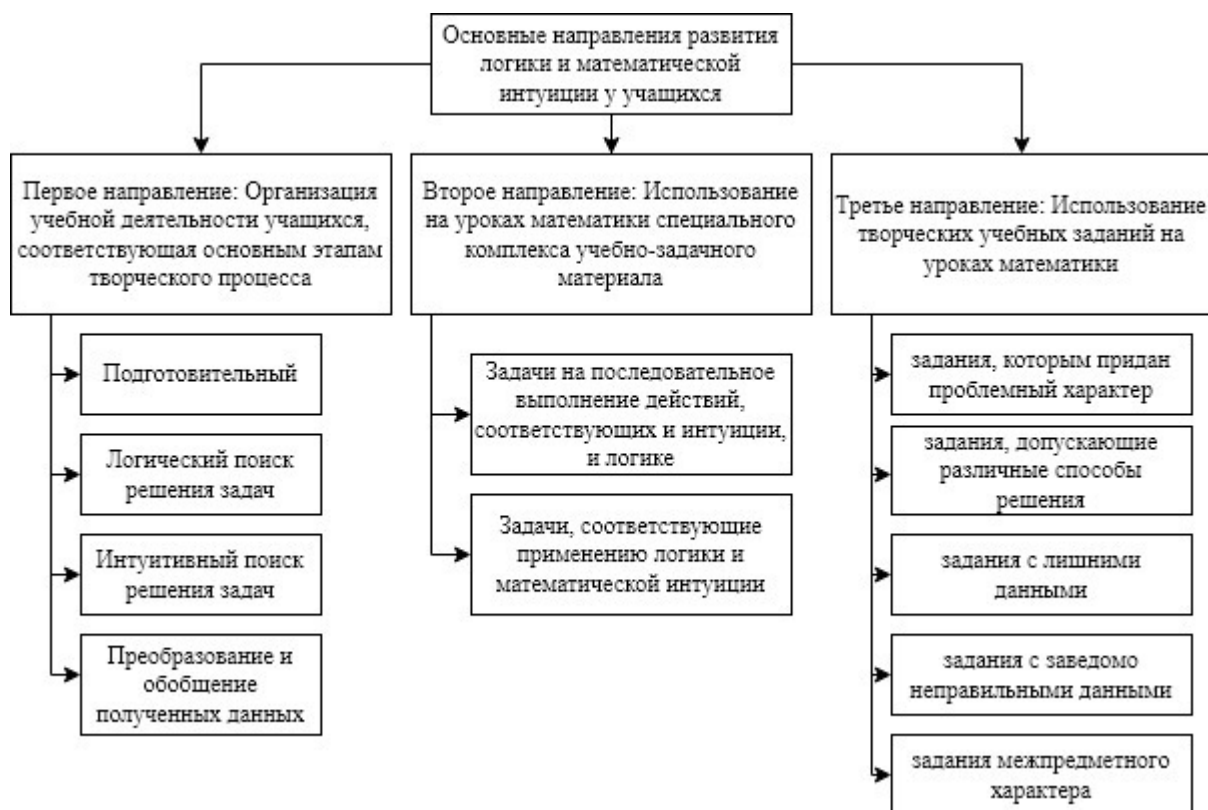 Основные направления развития
логики и математической
интуиции у учащихся
Первое направление: Организация
учебной деятельности учащихся,
соответствующая основным этапам
творческого процесса
Подготовительный
Логический поиск
решения задач
Интуитивный поиск
решения задач
Преобразование и
обобщение
полученных данных
Второе направление: Использование
на уроках математики специального
комплекса учебно-задачного
материала
Задачи на последовательное
выполнение действий,
соответствующих и интуиции,
и логике
Задачи, соответствующие
применению логики и
математической интуиции
Третье направление: Использование
творческих учебных заданий на
уроках математики
задания, которым придан
проблемный характер
задания, допускающие
различные способы
решения
задания с лишними
данными
задания с заведомо
неправильными данными
задания межпредметного
характера